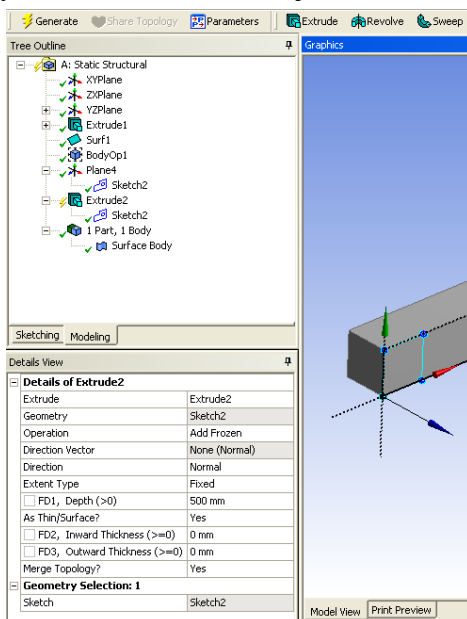 Generate Share Topology Parameters Extrude Revolve Sweep
Tree Outline
Graphics
A: Static Structural
XYPlane
ZXPlane
YZPlane
Extrude1
Surf1
BodyOp1
Plane4
Sketch2
Extrude2
Sketch2
1 Part, 1 Body
Surface Body
Sketching Modeling
Details View
Details of Extrude2
Extrude Extrude2
Geometry Sketch2
Operation Add Frozen
Direction Vector None (Normal)
Direction Normal
Extent Type Fixed
FD1, Depth (>0) 500 mm
As Thin/Surface? Yes
FD2, Inward Thickness (>=0) 0 mm
FD3, Outward Thickness (>=0) 0 mm
Merge Topology? Yes
Geometry Selection: 1
Sketch Sketch2
Model View Print Preview